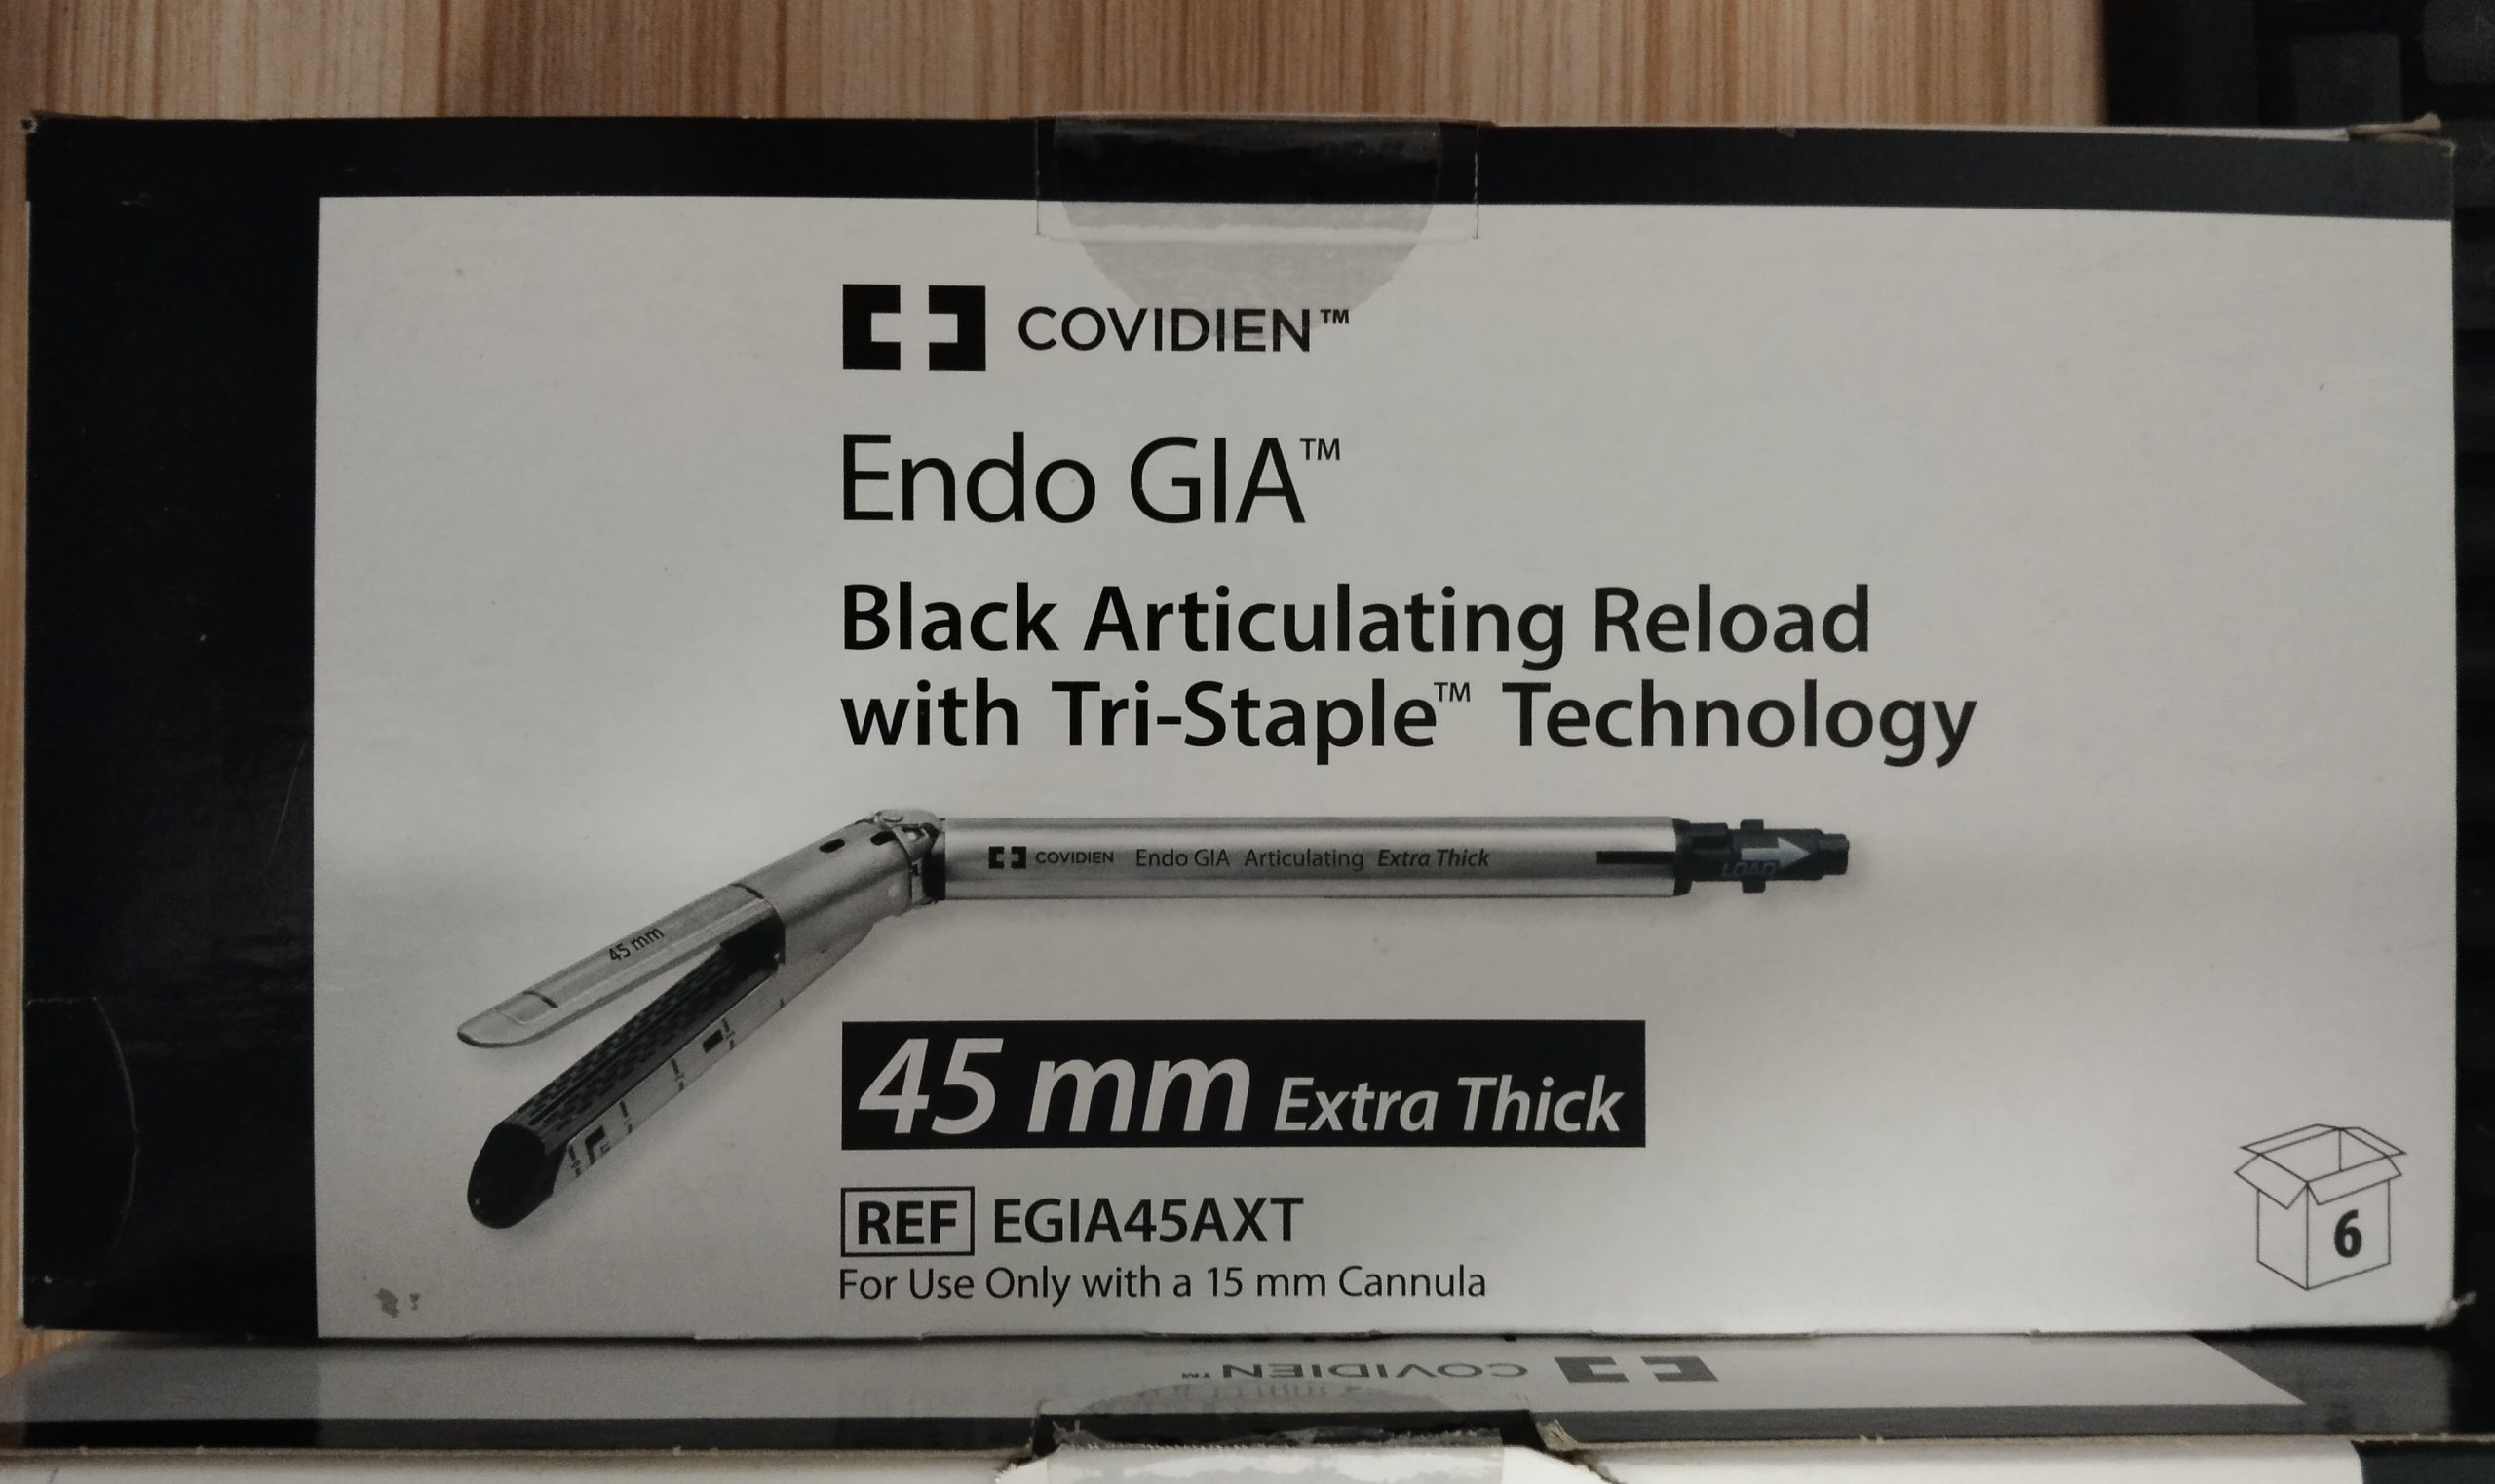 COVIDIEN™
Endo GIA™
Black Articulating Reload
with Tri-Staple™ Technology
COVIDIEN Endo GIA Articulating Extra Thick
LOAD
45 mm
45 mm Extra Thick
REF EGIA45AXT
For Use Only with a 15 mm Cannula
6
COVIDIEN™